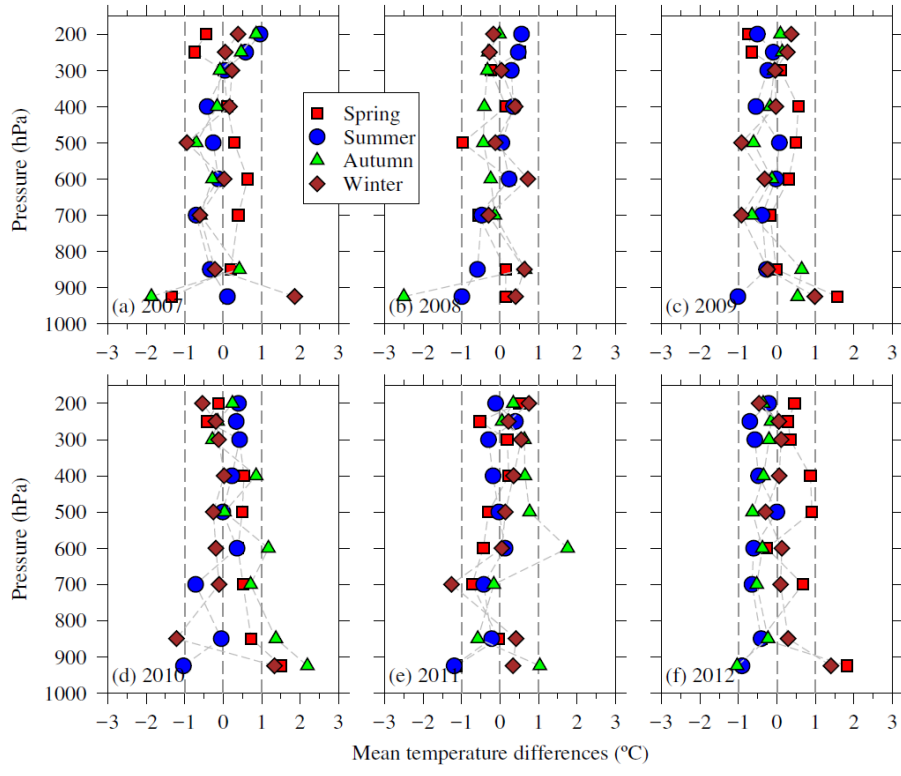 200
300
400
500
600
700
800
900
1000
Pressure (hPa)
(a) 2007
(b) 2008
(c) 2009
Spring
Summer
Autumn
Winter
−3 −2 −1 0 1 2 3
−3 −2 −1 0 1 2 3
−3 −2 −1 0 1 2 3
200
300
400
500
600
700
800
900
1000
Pressure (hPa)
(d) 2010
(e) 2011
(f) 2012
−3 −2 −1 0 1 2 3
−3 −2 −1 0 1 2 3
−3 −2 −1 0 1 2 3
Mean temperature differences (ºC)